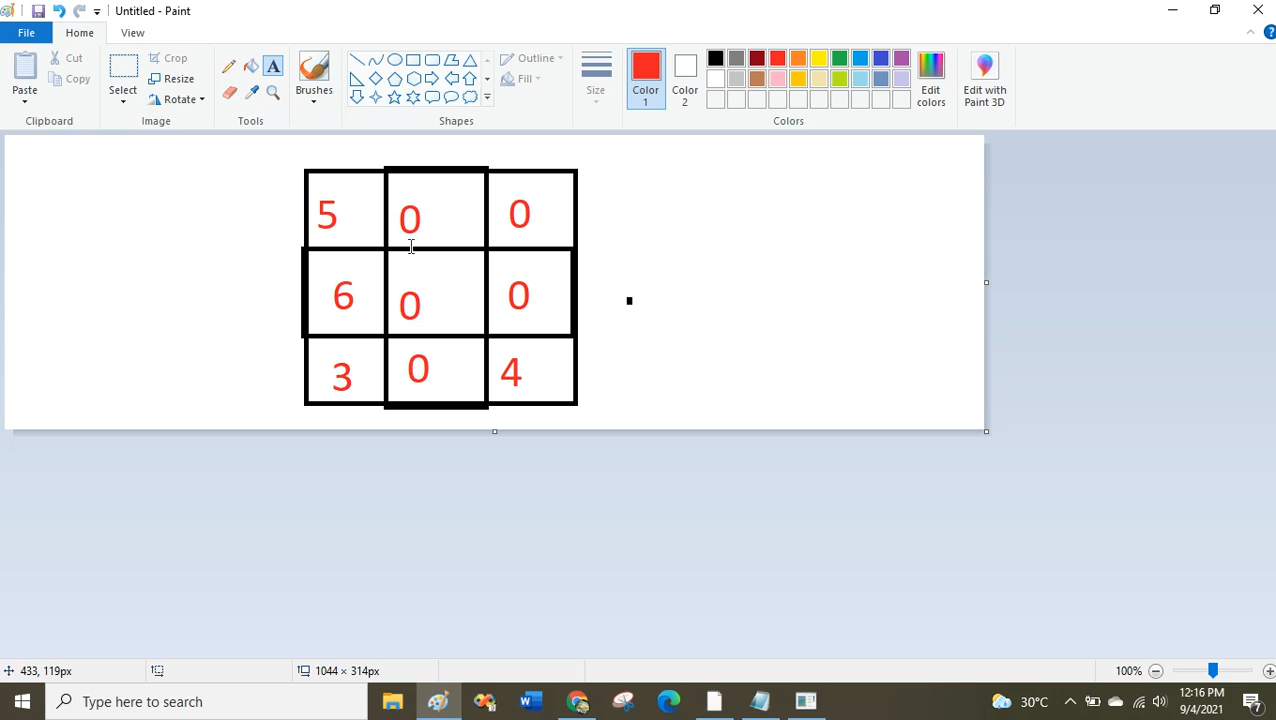 Untitled - Paint
File Home View
Paste
Cut
Copy
Clipboard
Select
Crop
Resize
Rotate
Image
A
Tools
Brushes
Shapes
Outline
Fill
Size
Color 1
Color 2
Edit colors
Colors
Edit with Paint 3D
5 0 0
6 0 0
3 0 4
433, 119px
1044 × 314px
100%
Type here to search
W
30°C
12:16 PM
9/4/2021
7